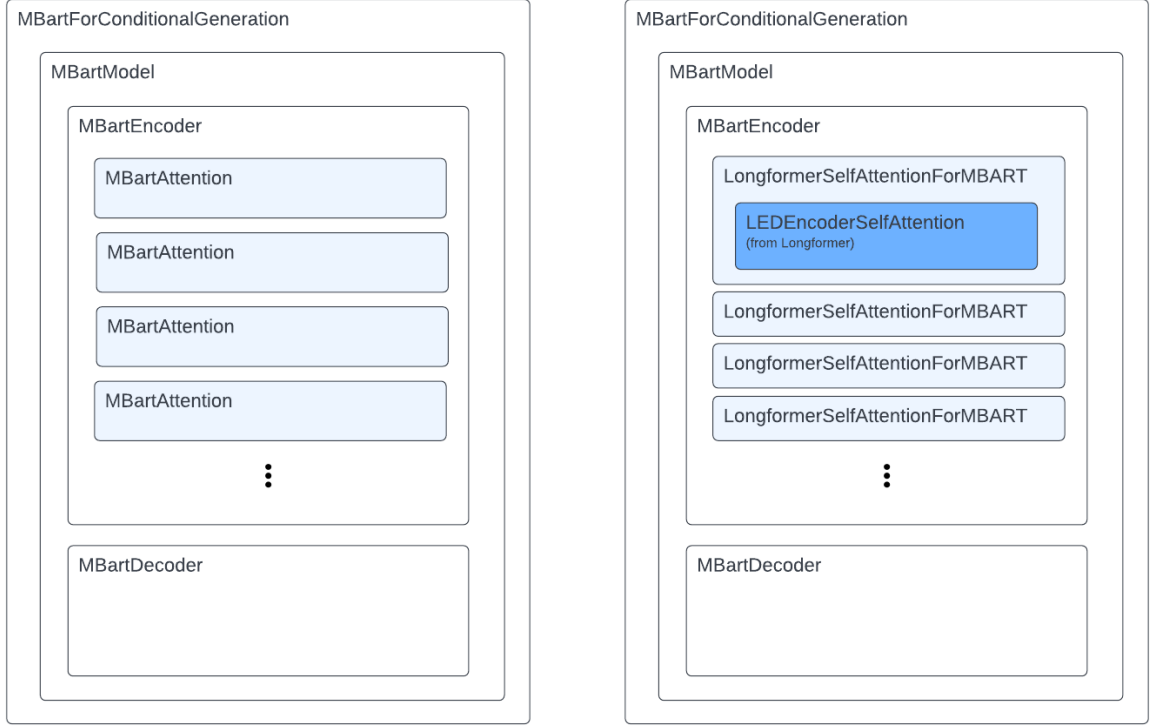 MBartForConditionalGeneration
MBartModel
MBartEncoder
MBartAttention
MBartAttention
MBartAttention
MBartAttention
MBartDecoder
MBartForConditionalGeneration
MBartModel
MBartEncoder
LongformerSelfAttentionForMBART
LEDEncoderSelfAttention
(from Longformer)
LongformerSelfAttentionForMBART
LongformerSelfAttentionForMBART
LongformerSelfAttentionForMBART
MBartDecoder